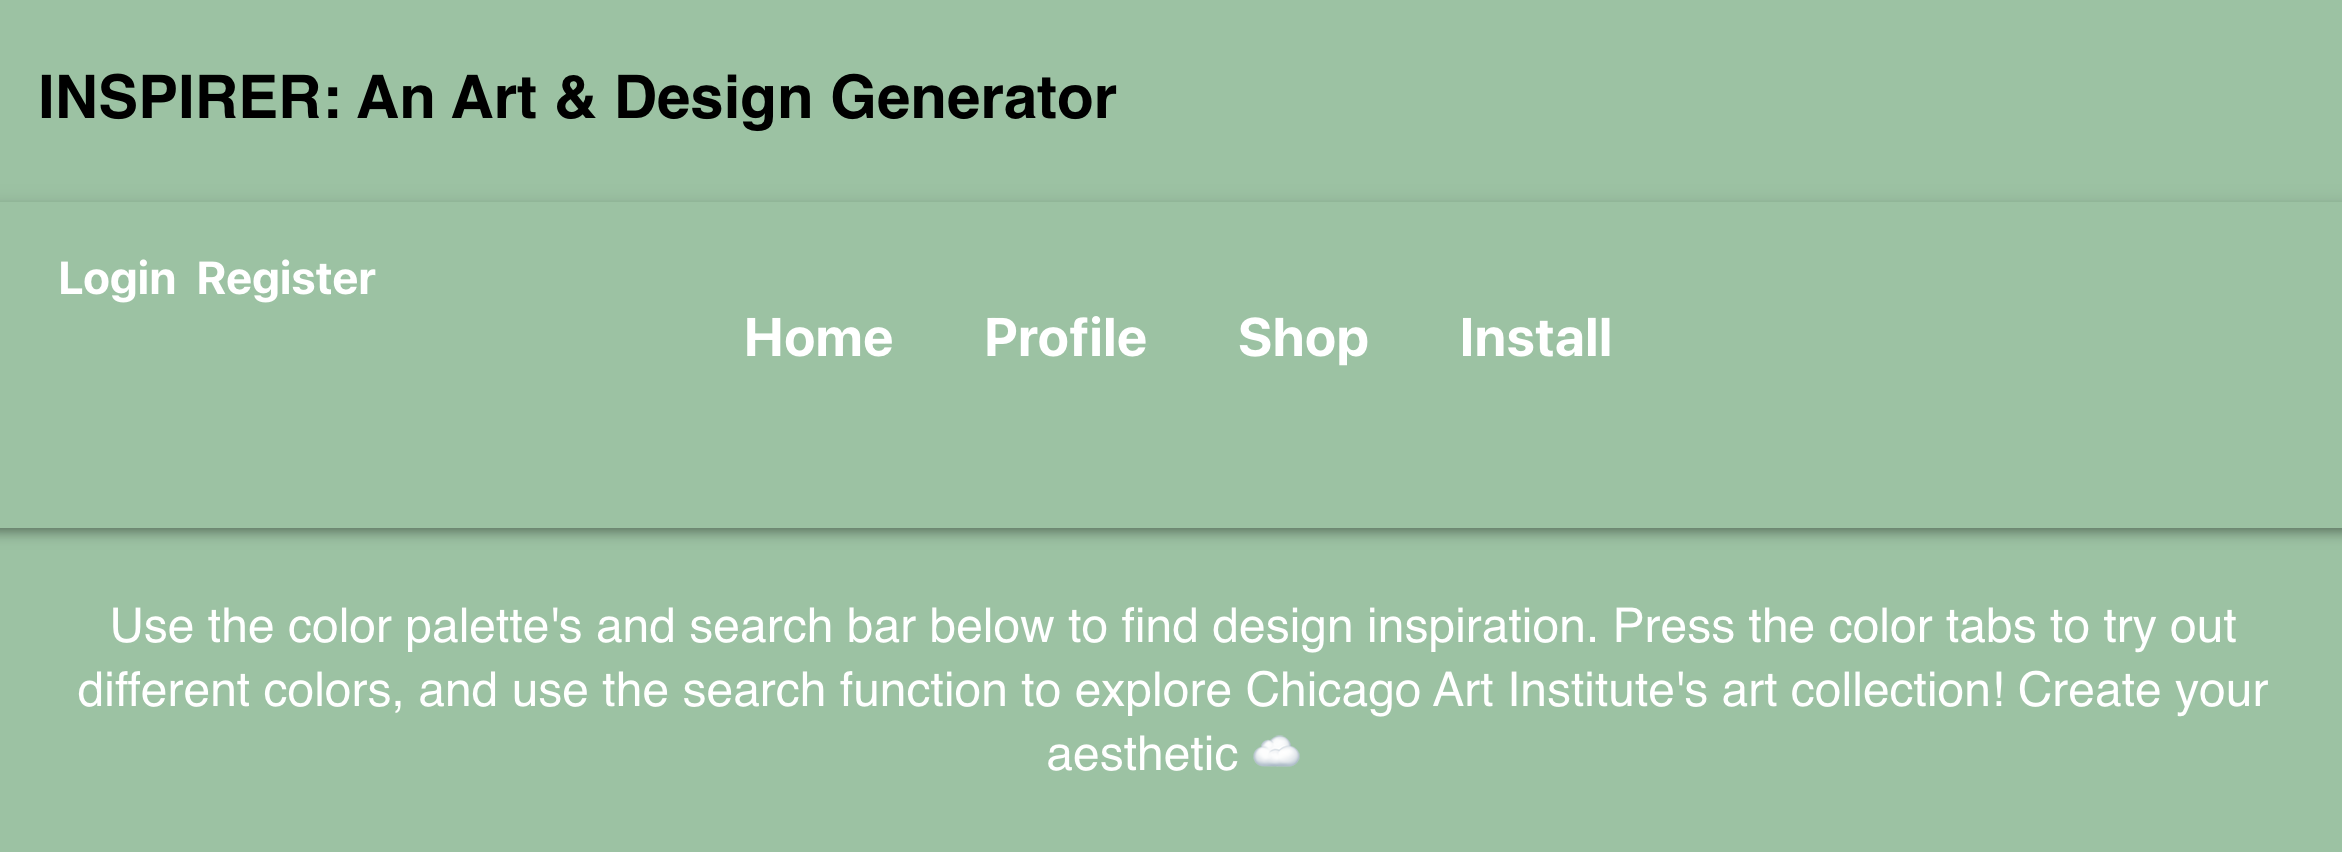 INSPIRER: An Art & Design Generator
Login Register
Home Profile Shop Install
Use the color palette's and search bar below to find design inspiration. Press the color tabs to try out
different colors, and use the search function to explore Chicago Art Institute's art collection! Create your
aesthetic ☁️